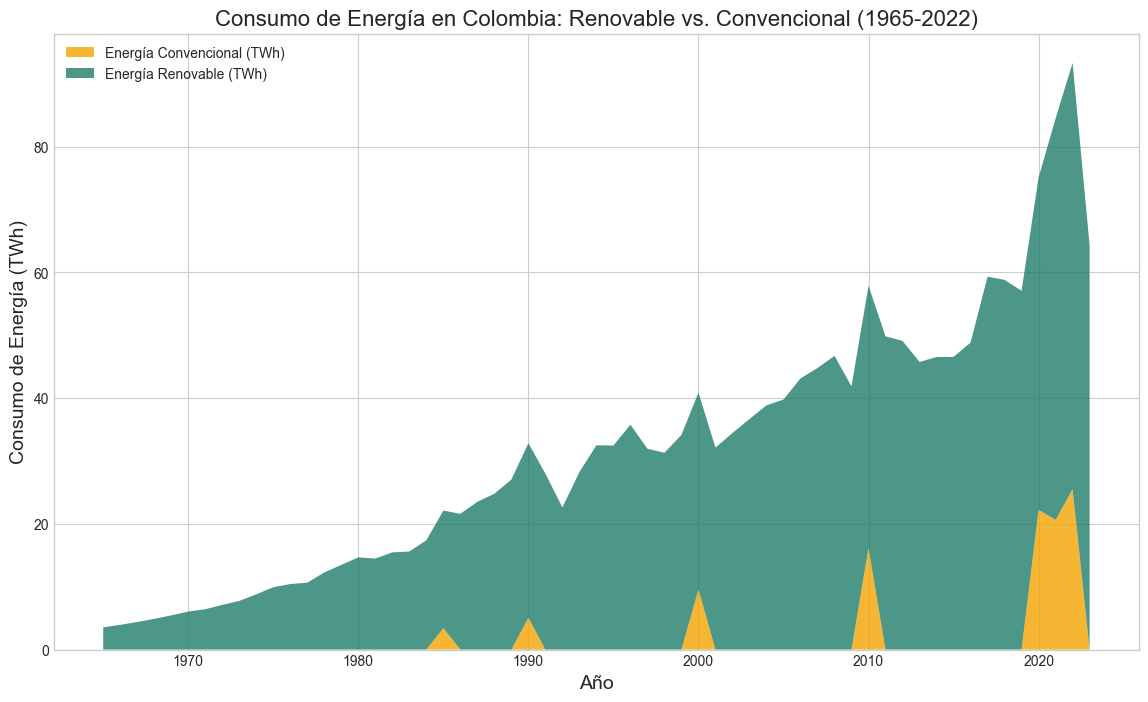 Consumo de Energía en Colombia: Renovable vs. Convencional (1965-2022)
Energía Convencional (TWh)
Energía Renovable (TWh)
Consumo de Energía (TWh)
80
60
40
20
0
1970 1980 1990 2000 2010 2020
Año